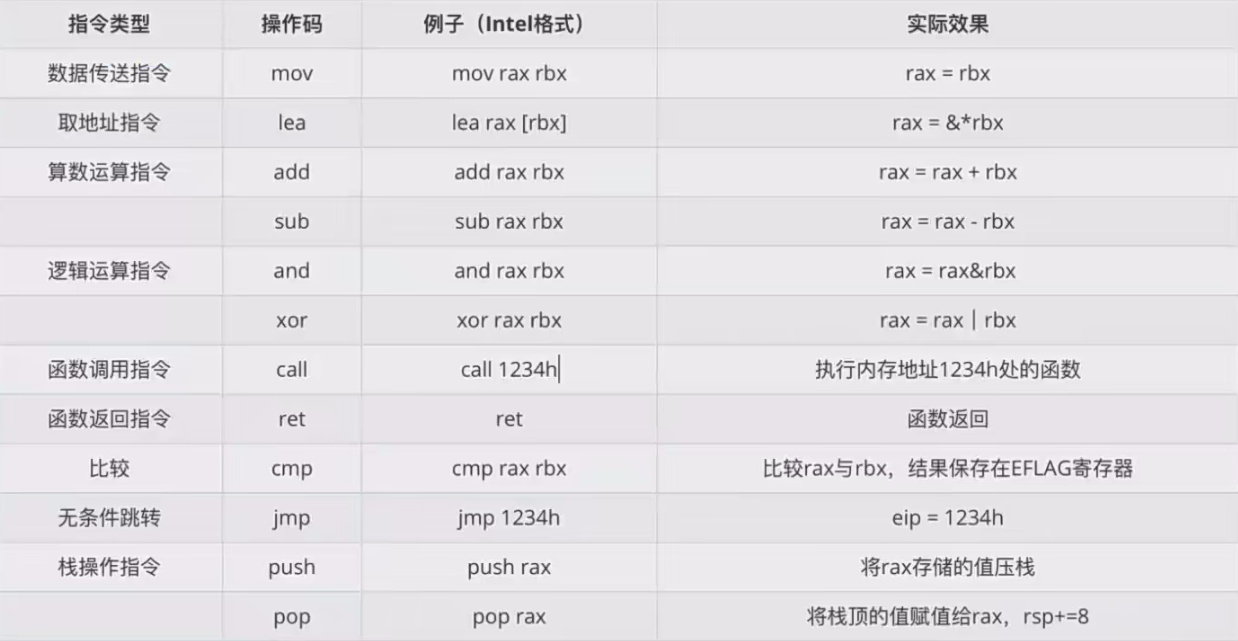 指令类型 操作码 例子（Intel格式） 实际效果
数据传送指令 mov mov rax rbx rax = rbx
取地址指令 lea lea rax [rbx] rax = &*rbx
算数运算指令 add add rax rbx rax = rax + rbx
sub sub rax rbx rax = rax - rbx
逻辑运算指令 and and rax rbx rax = rax&rbx
xor xor rax rbx rax = rax | rbx
函数调用指令 call call 1234h 执行内存地址1234h处的函数
函数返回指令 ret ret 函数返回
比较 cmp cmp rax rbx 比较rax与rbx，结果保存在EFLAG寄存器
无条件跳转 jmp jmp 1234h eip = 1234h
栈操作指令 push push rax 将rax存储的值压栈
pop pop rax 将栈顶的值赋值给rax，rsp+=8